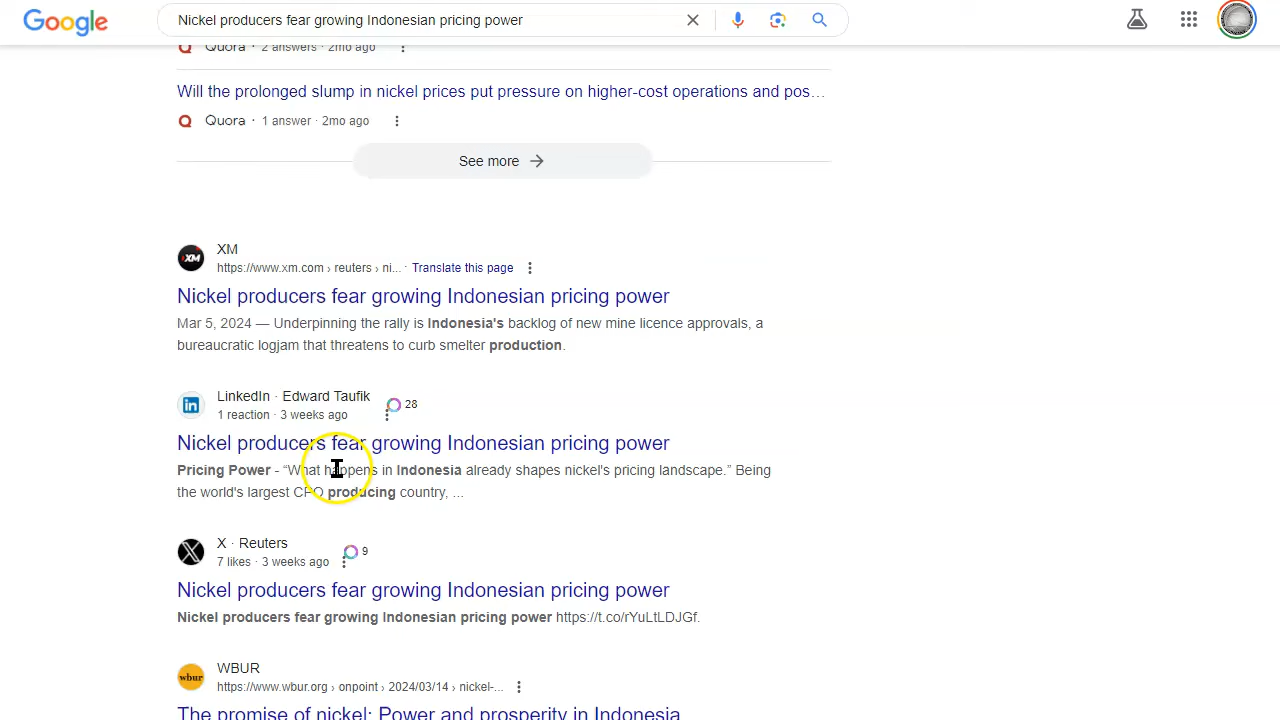 Google
Nickel producers fear growing Indonesian pricing power
Quora · 2 answers · 2mo ago
Will the prolonged slump in nickel prices put pressure on higher-cost operations and pos...
Quora · 1 answer · 2mo ago
See more →
XM
XM
https://www.xm.com › reuters › ni... · Translate this page
Nickel producers fear growing Indonesian pricing power
Mar 5, 2024 — Underpinning the rally is Indonesia's backlog of new mine licence approvals, a
bureaucratic logjam that threatens to curb smelter production.
in
LinkedIn · Edward Taufik
28
1 reaction · 3 weeks ago
Nickel producers fear growing Indonesian pricing power
Pricing Power - “What happens in Indonesia already shapes nickel's pricing landscape.” Being
the world's largest CPO producing country, ...
X · Reuters
9
7 likes · 3 weeks ago
Nickel producers fear growing Indonesian pricing power
Nickel producers fear growing Indonesian pricing power https://t.co/rYuLtLDJGf.
wbur
WBUR
https://www.wbur.org › onpoint › 2024/03/14 › nickel-...
The promise of nickel: Power and prosperity in Indonesia